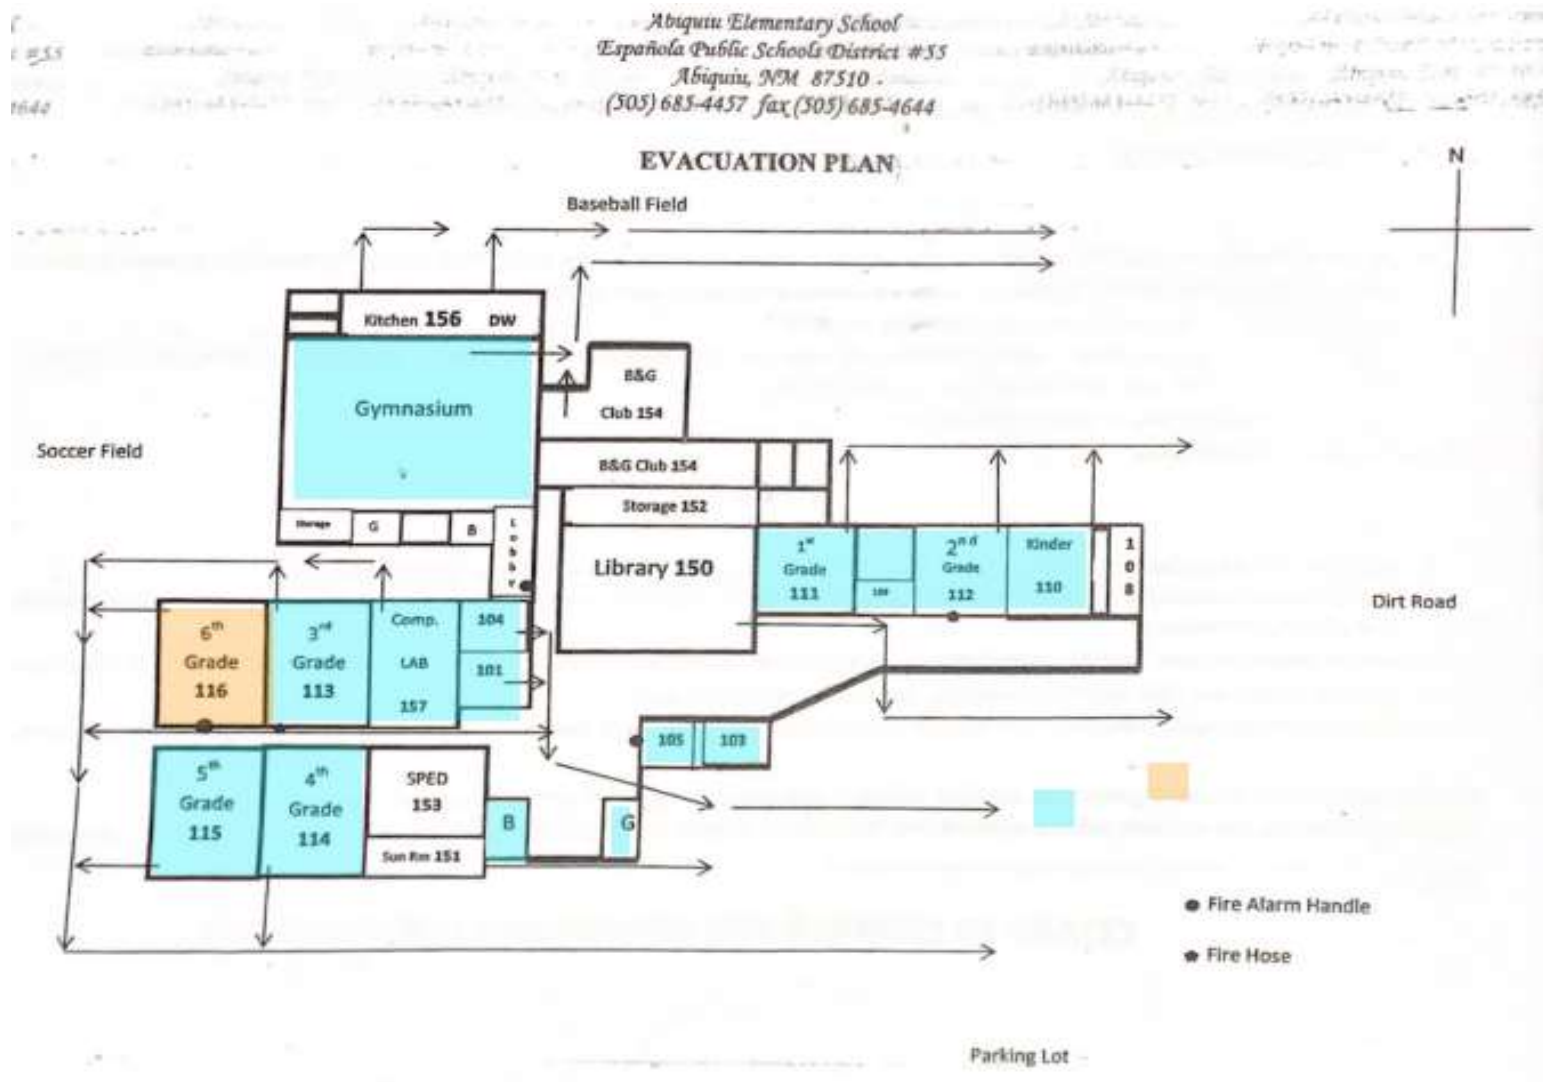 Abiquiu Elementary School
Española Public Schools District #55
Abiquiu, NM 87510
(505) 685-4457 fax (505) 685-4644
#55
4644
EVACUATION PLAN
N
Baseball Field
Kitchen 156 DW
Gymnasium
B&G
Club 154
Soccer Field
B&G Club 154
Storage 152
Storage
G
B
Lobby
Library 150
1st
Grade
111
2nd
Grade
112
Kinder
110
108
Dirt Road
6th
Grade
116
3rd
Grade
113
Comp.
LAB
157
104
101
105
103
5th
Grade
115
4th
Grade
114
SPED
153
Sun Rm 151
B
G
Fire Alarm Handle
Fire Hose
Parking Lot